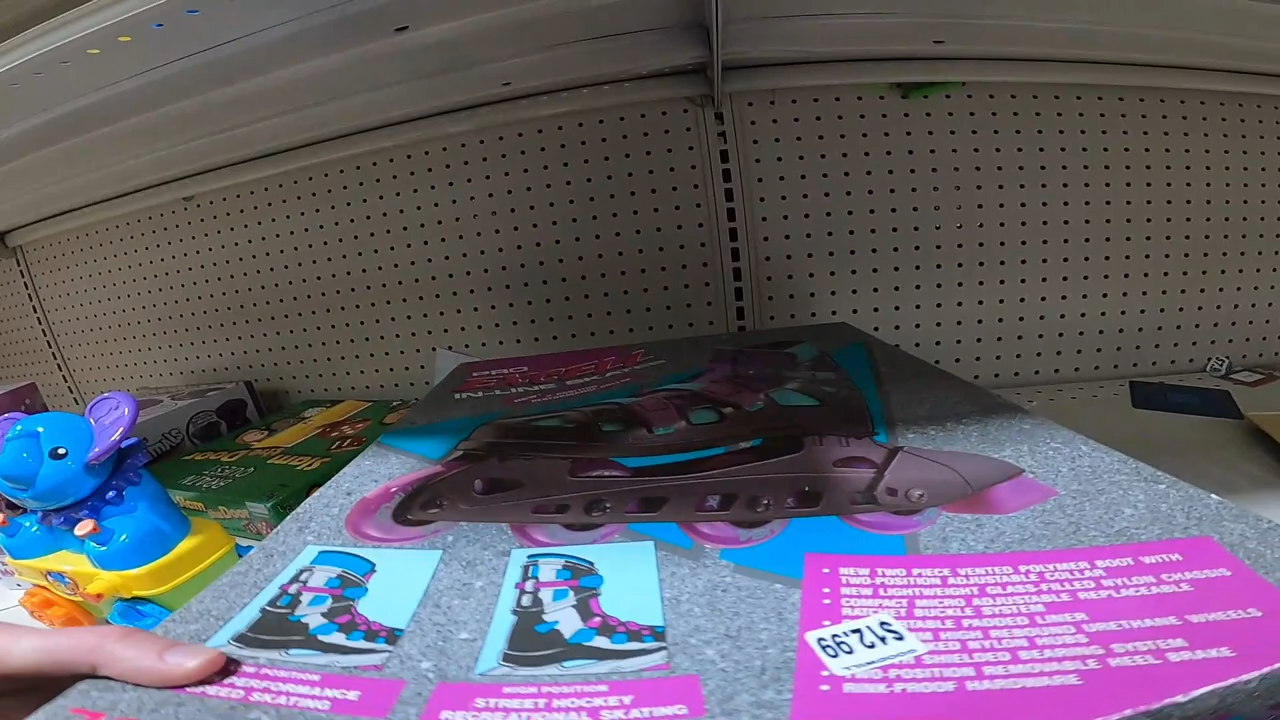 PRO
EXCELL
IN-LINE SKATES
NEW TWO PIECE VENTED POLYMER BOOT WITH
TWO-POSITION ADJUSTABLE COLLAR
NEW LIGHTWEIGHT GLASS-FILLED NYLON CHASSIS
COMPACT MICRO ADJUSTABLE REPLACEABLE
RATCHET BUCKLE SYSTEM
PADDED LINER
HIGH REBOUND URETHANE WHEELS
NYLON HUBS
SHIELDED BEARING SYSTEM
TWO-POSITION REMOVABLE HEEL BRAKE
RINK-PROOF HARDWARE
$12.99
POSITION
PERFORMANCE
SPEED SKATING
HIGH POSITION
STREET HOCKEY
RECREATIONAL SKATING
Slam the Door